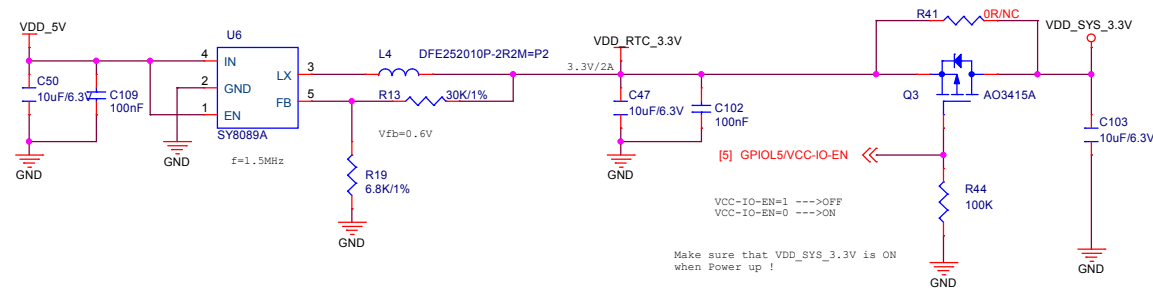 VDD_5V
U6
4
IN
2
GND
1
EN
LX
3
FB
5
SY8089A
C50
10uF/6.3V
C109
100nF
GND
GND
f=1.5MHz
L4
DFE252010P-2R2M=P2
R13
30K/1%
Vfb=0.6V
R19
6.8K/1%
GND
VDD_RTC_3.3V
3.3V/2A
C47
10uF/6.3V
C102
100nF
GND
R41
0R/NC
VDD_SYS_3.3V
Q3
AO3415A
C103
10uF/6.3V
[5] GPIOL5/VCC-IO-EN
R44
100K
VCC-IO-EN=1 --->OFF
VCC-IO-EN=0 --->ON
Make sure that VDD_SYS_3.3V is ON
when Power up !
GND
GND